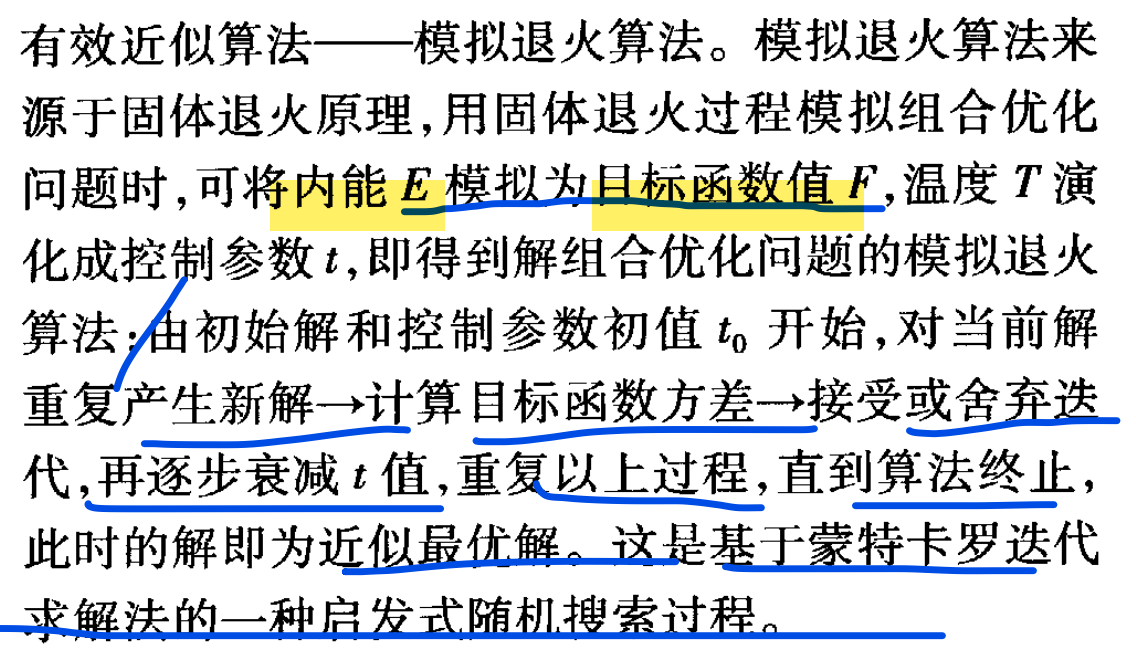 有效近似算法——模拟退火算法。模拟退火算法来
源于固体退火原理,用固体退火过程模拟组合优化
问题时,可将内能 E 模拟为目标函数值 F,温度 T 演
化成控制参数 t,即得到解组合优化问题的模拟退火
算法:由初始解和控制参数初值 t₀ 开始,对当前解
重复产生新解→计算目标函数方差→接受或舍弃迭
代,再逐步衰减 t 值,重复以上过程,直到算法终止,
此时的解即为近似最优解。这是基于蒙特卡罗迭代
求解法的一种启发式随机搜索过程。